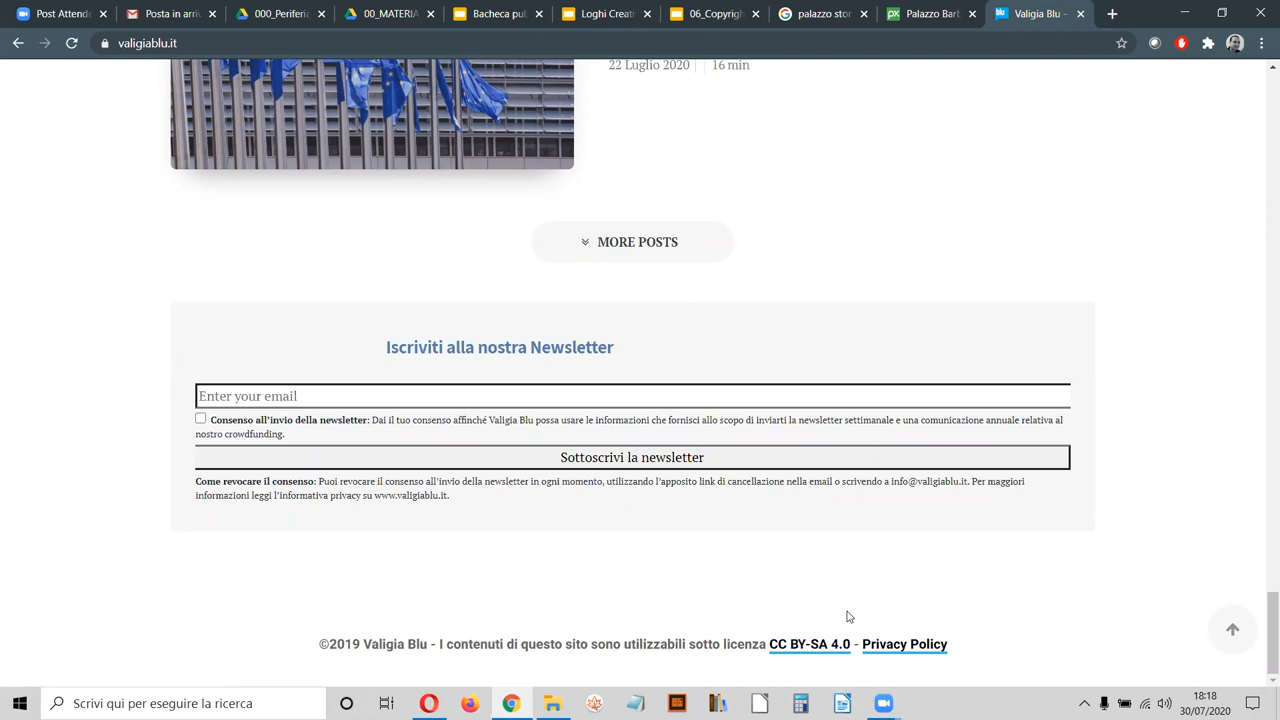 Post Attende
Posta in arri
000_Periferi
00_MATERIA
Bacheca pu
Loghi Creati
06_Copyrigh
palazzo stor
Palazzo Bart
Valigia Blu –
valigiablu.it
22 Luglio 2020
16 min
MORE POSTS
Iscriviti alla nostra Newsletter
Enter your email
Consenso all'invio della newsletter: Dai il tuo consenso affinché Valigia Blu possa usare le informazioni che fornisci allo scopo di inviarti la newsletter settimanale e una comunicazione annuale relativa al
nostro crowdfunding.
Sottoscrivi la newsletter
Come revocare il consenso: Puoi revocare il consenso all'invio della newsletter in ogni momento, utilizzando l'apposito link di cancellazione nella email o scrivendo a info@valigiablu.it. Per maggiori
informazioni leggi l'informativa privacy su www.valigiablu.it.
©2019 Valigia Blu - I contenuti di questo sito sono utilizzabili sotto licenza CC BY-SA 4.0 - Privacy Policy
Scrivi qui per eseguire la ricerca
18:18
30/07/2020